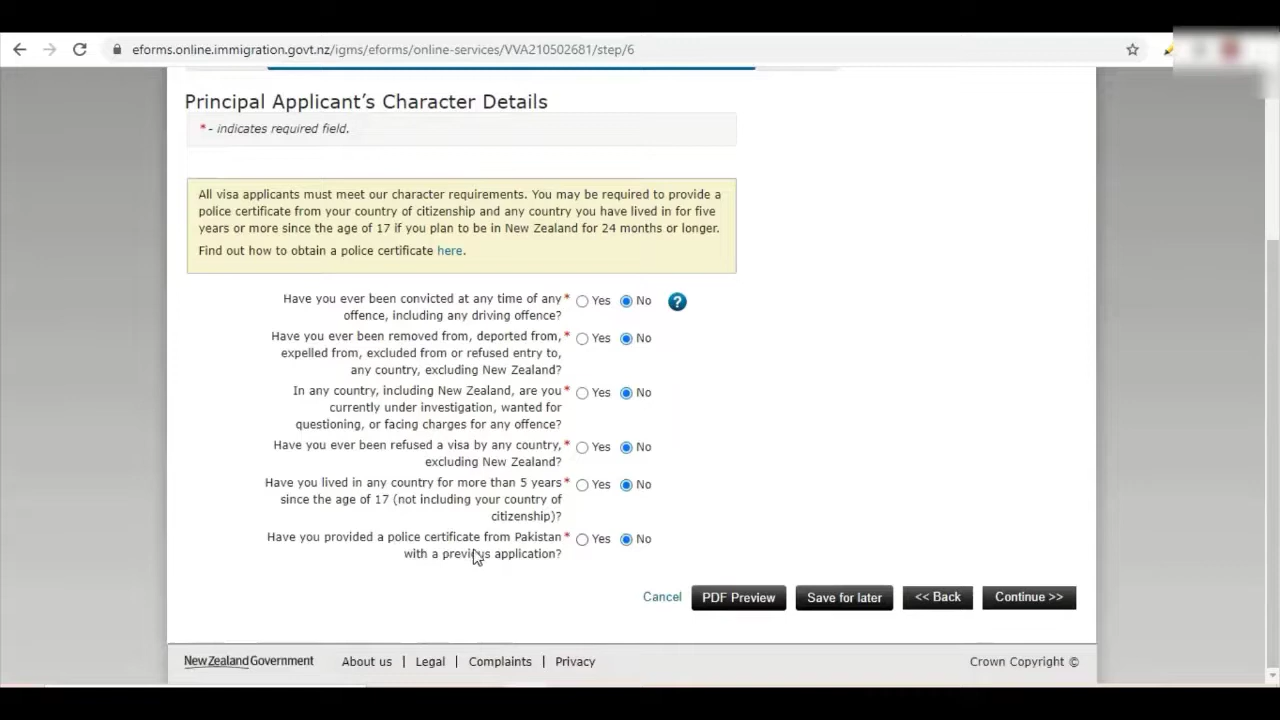 eforms.online.immigration.govt.nz/igms/eforms/online-services/VVA210502681/step/6
Principal Applicant's Character Details
* - indicates required field.
All visa applicants must meet our character requirements. You may be required to provide a
police certificate from your country of citizenship and any country you have lived in for five
years or more since the age of 17 if you plan to be in New Zealand for 24 months or longer.
Find out how to obtain a police certificate here.
Have you ever been convicted at any time of any * Yes No ?
offence, including any driving offence?
Have you ever been removed from, deported from, * Yes No
expelled from, excluded from or refused entry to,
any country, excluding New Zealand?
In any country, including New Zealand, are you * Yes No
currently under investigation, wanted for
questioning, or facing charges for any offence?
Have you ever been refused a visa by any country, * Yes No
excluding New Zealand?
Have you lived in any country for more than 5 years * Yes No
since the age of 17 (not including your country of
citizenship)?
Have you provided a police certificate from Pakistan * Yes No
with a previous application?
Cancel PDF Preview Save for later << Back Continue >>
New Zealand Government About us | Legal | Complaints | Privacy Crown Copyright ©